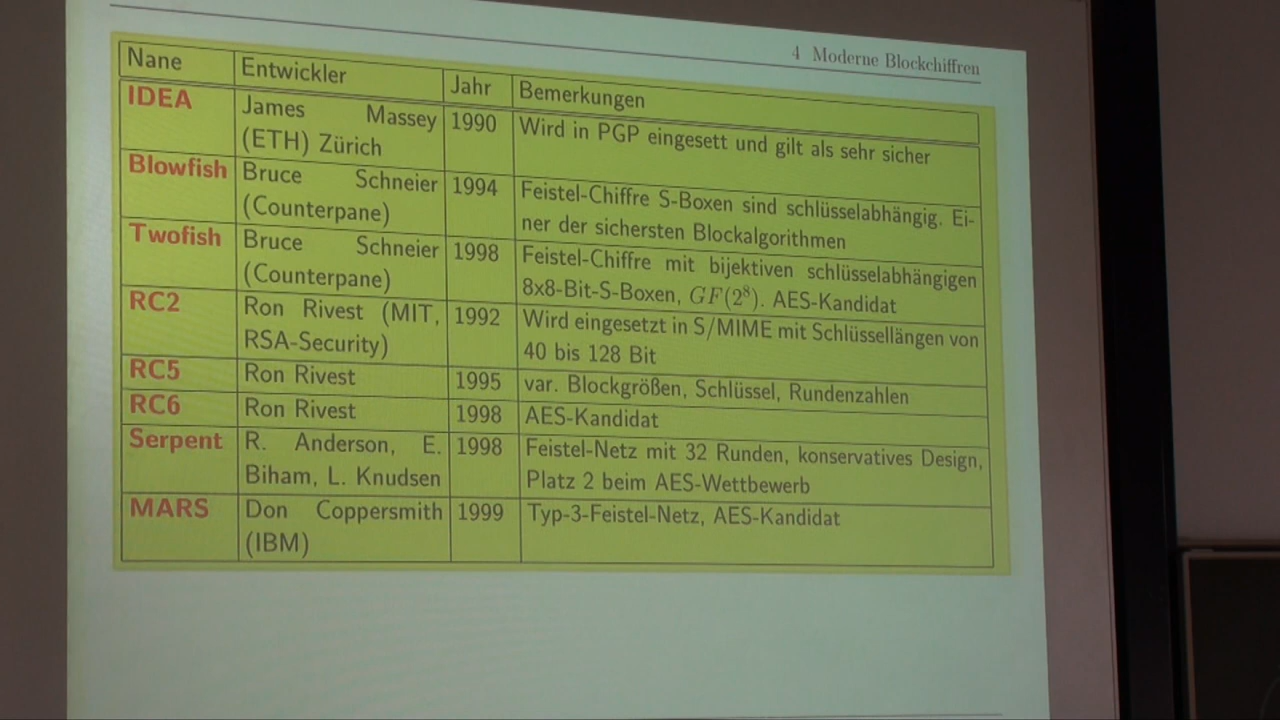 4 Moderne Blockchiffren
Nane Entwickler Jahr Bemerkungen
IDEA James Massey 1990 Wird in PGP eingesett und gilt als sehr sicher
(ETH) Zürich
Blowfish Bruce Schneier 1994 Feistel-Chiffre S-Boxen sind schlüsselabhängig. Ei-
(Counterpane) ner der sichersten Blockalgorithmen
Twofish Bruce Schneier 1998 Feistel-Chiffre mit bijektiven schlüsselabhängigen
(Counterpane) 8x8-Bit-S-Boxen, GF(2⁸). AES-Kandidat
RC2 Ron Rivest (MIT, 1992 Wird eingesetzt in S/MIME mit Schlüssellängen von
RSA-Security) 40 bis 128 Bit
RC5 Ron Rivest 1995 var. Blockgrößen, Schlüssel, Rundenzahlen
RC6 Ron Rivest 1998 AES-Kandidat
Serpent R. Anderson, E. 1998 Feistel-Netz mit 32 Runden, konservatives Design,
Biham, L. Knudsen Platz 2 beim AES-Wettbewerb
MARS Don Coppersmith 1999 Typ-3-Feistel-Netz, AES-Kandidat
(IBM)